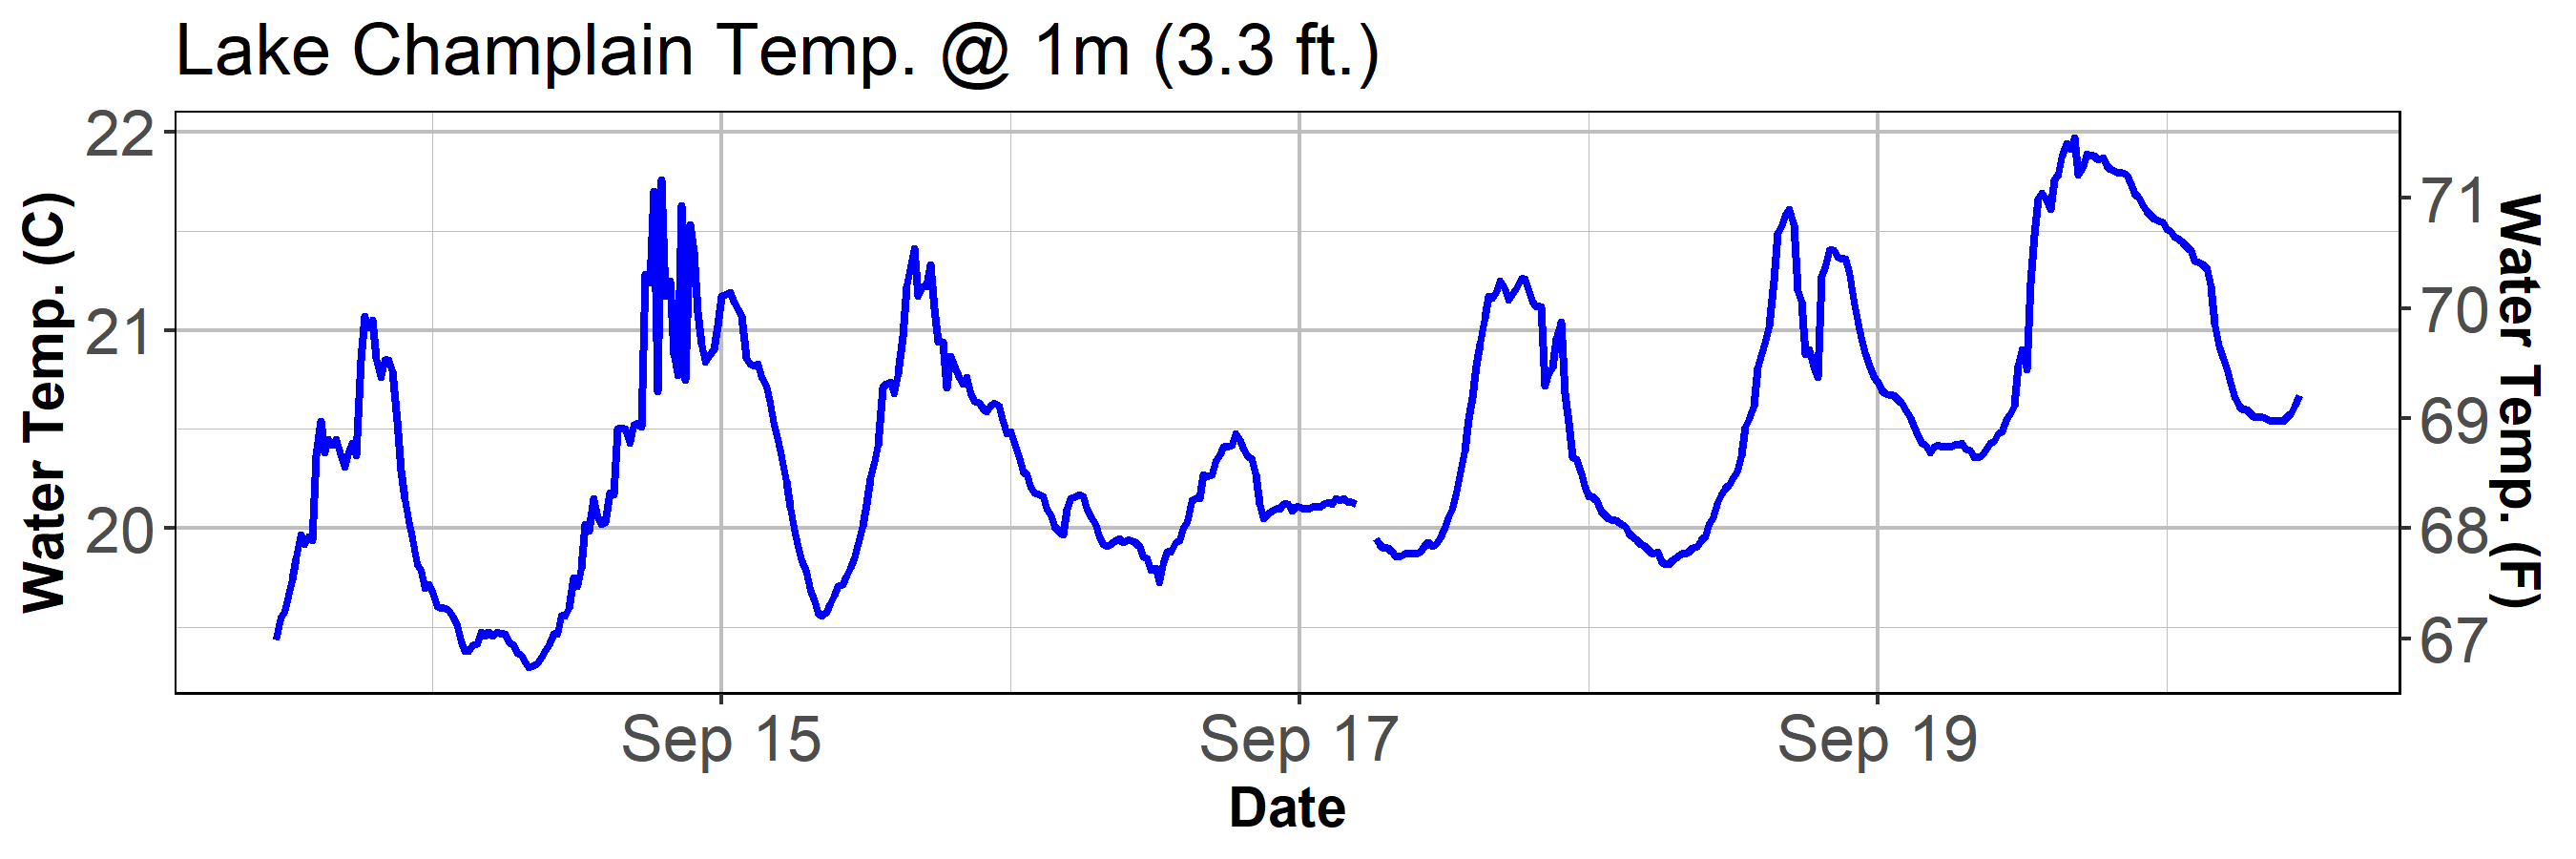 Lake Champlain Temp. @ 1m (3.3 ft.)
22
21
20
Water Temp. (C)
71
70
69
68
67
Water Temp. (F)
Sep 15
Sep 17
Sep 19
Date